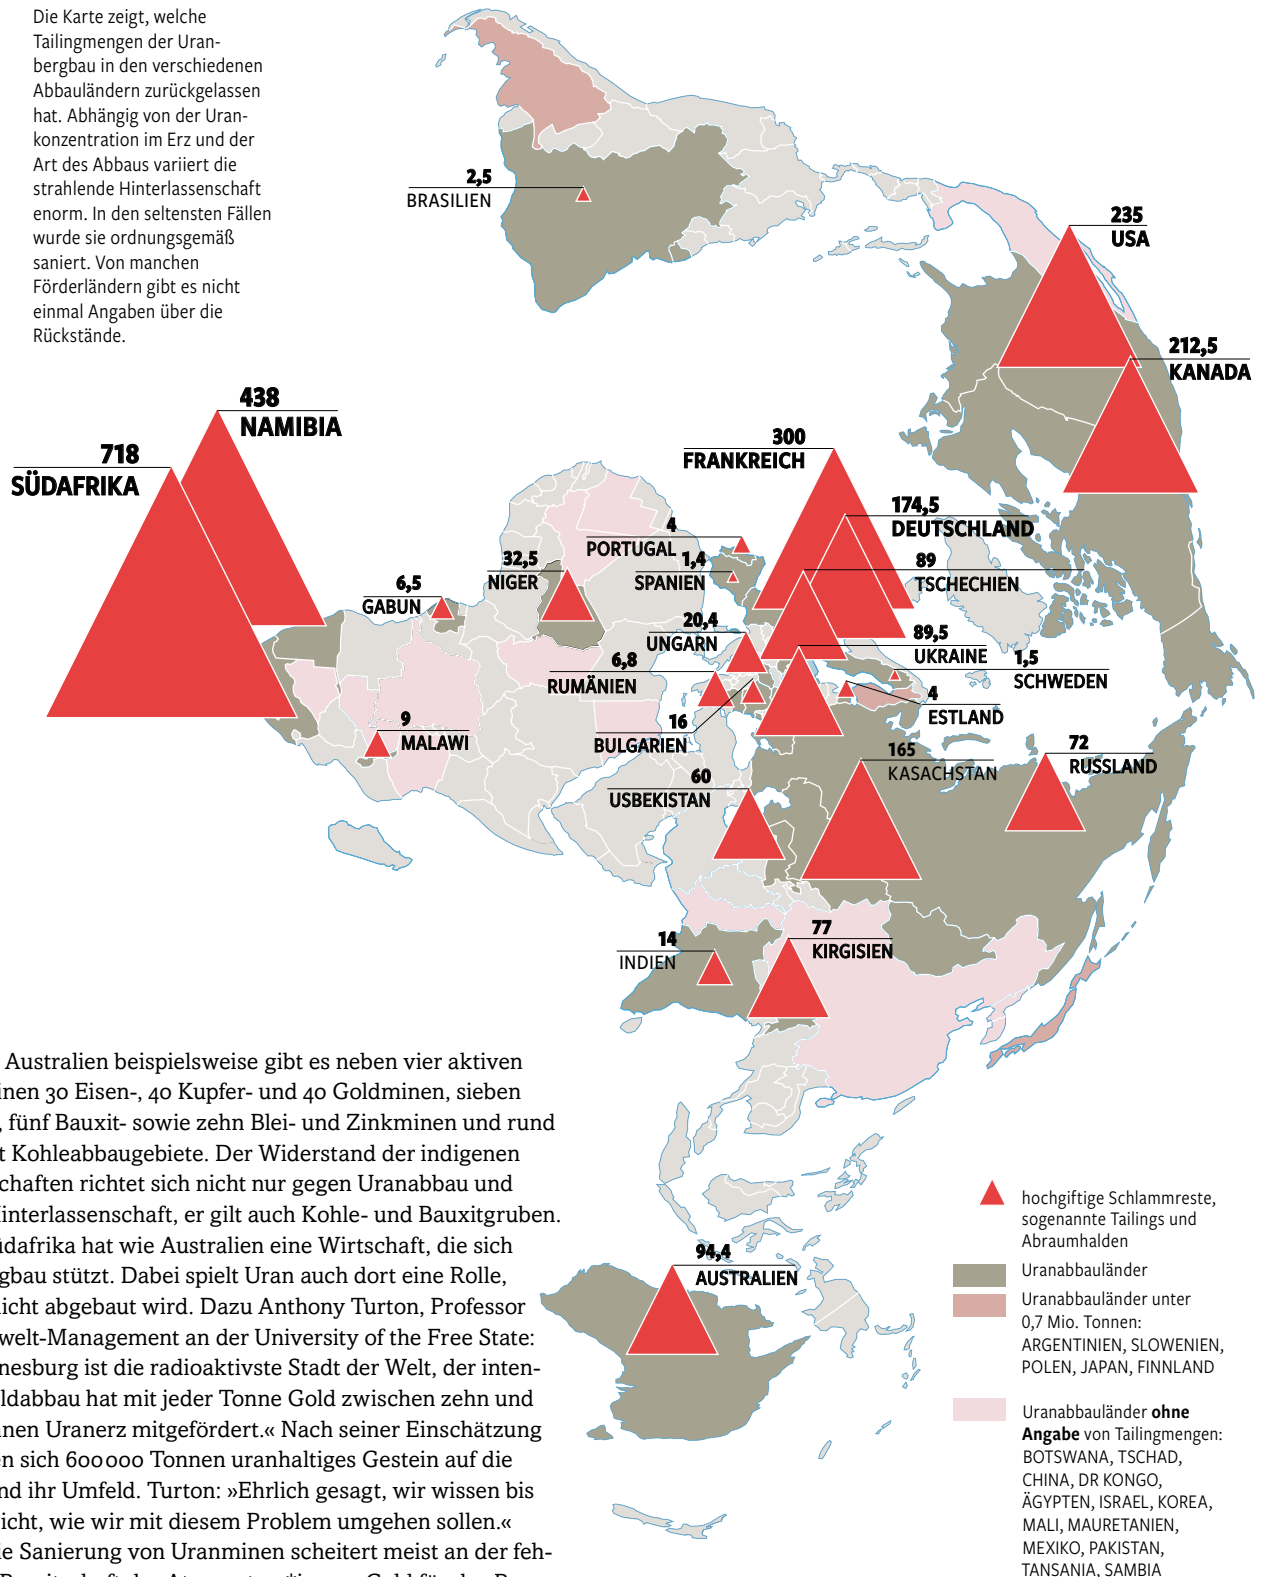 Die Karte zeigt, welche
Tailingmengen der Uran-
bergbau in den verschiedenen
Abbauländern zurückgelassen
hat. Abhängig von der Uran-
konzentration im Erz und der
Art des Abbaus variiert die
strahlende Hinterlassenschaft
enorm. In den seltensten Fällen
wurde sie ordnungsgemäß
saniert. Von manchen
Förderländern gibt es nicht
einmal Angaben über die
Rückstände.
2,5
BRASILIEN
235
USA
212,5
KANADA
438
NAMIBIA
718
SÜDAFRIKA
300
FRANKREICH
174,5
DEUTSCHLAND
4
PORTUGAL
1,4
SPANIEN
89
TSCHECHIEN
32,5
NIGER
6,5
GABUN
20,4
UNGARN
89,5
UKRAINE
6,8
RUMÄNIEN
1,5
SCHWEDEN
4
ESTLAND
16
BULGARIEN
9
MALAWI
165
KASACHSTAN
72
RUSSLAND
60
USBEKISTAN
77
KIRGISIEN
14
INDIEN
94,4
AUSTRALIEN
Australien beispielsweise gibt es neben vier aktiven
inen 30 Eisen-, 40 Kupfer- und 40 Goldminen, sieben
, fünf Bauxit- sowie zehn Blei- und Zinkminen und rund
t Kohleabbaugebiete. Der Widerstand der indigenen
chaften richtet sich nicht nur gegen Uranabbau und
Hinterlassenschaft, er gilt auch Kohle- und Bauxitgruben.
üdafrika hat wie Australien eine Wirtschaft, die sich
gbau stützt. Dabei spielt Uran auch dort eine Rolle,
nicht abgebaut wird. Dazu Anthony Turton, Professor
welt-Management an der University of the Free State:
nesburg ist die radioaktivste Stadt der Welt, der inten-
ldabbau hat mit jeder Tonne Gold zwischen zehn und
nnen Uranerz mitgefördert.« Nach seiner Einschätzung
en sich 600 000 Tonnen uranhaltiges Gestein auf die
nd ihr Umfeld. Turton: »Ehrlich gesagt, wir wissen bis
icht, wie wir mit diesem Problem umgehen sollen.«
ie Sanierung von Uranminen scheitert meist an der feh-
hochgiftige Schlammreste,
sogenannte Tailings und
Abraumhalden
Uranabbauländer
Uranabbauländer unter
0,7 Mio. Tonnen:
ARGENTINIEN, SLOWENIEN,
POLEN, JAPAN, FINNLAND
Uranabbauländer ohne
Angabe von Tailingmengen:
BOTSWANA, TSCHAD,
CHINA, DR KONGO,
ÄGYPTEN, ISRAEL, KOREA,
MALI, MAURETANIEN,
MEXIKO, PAKISTAN,
TANSANIA, SAMBIA